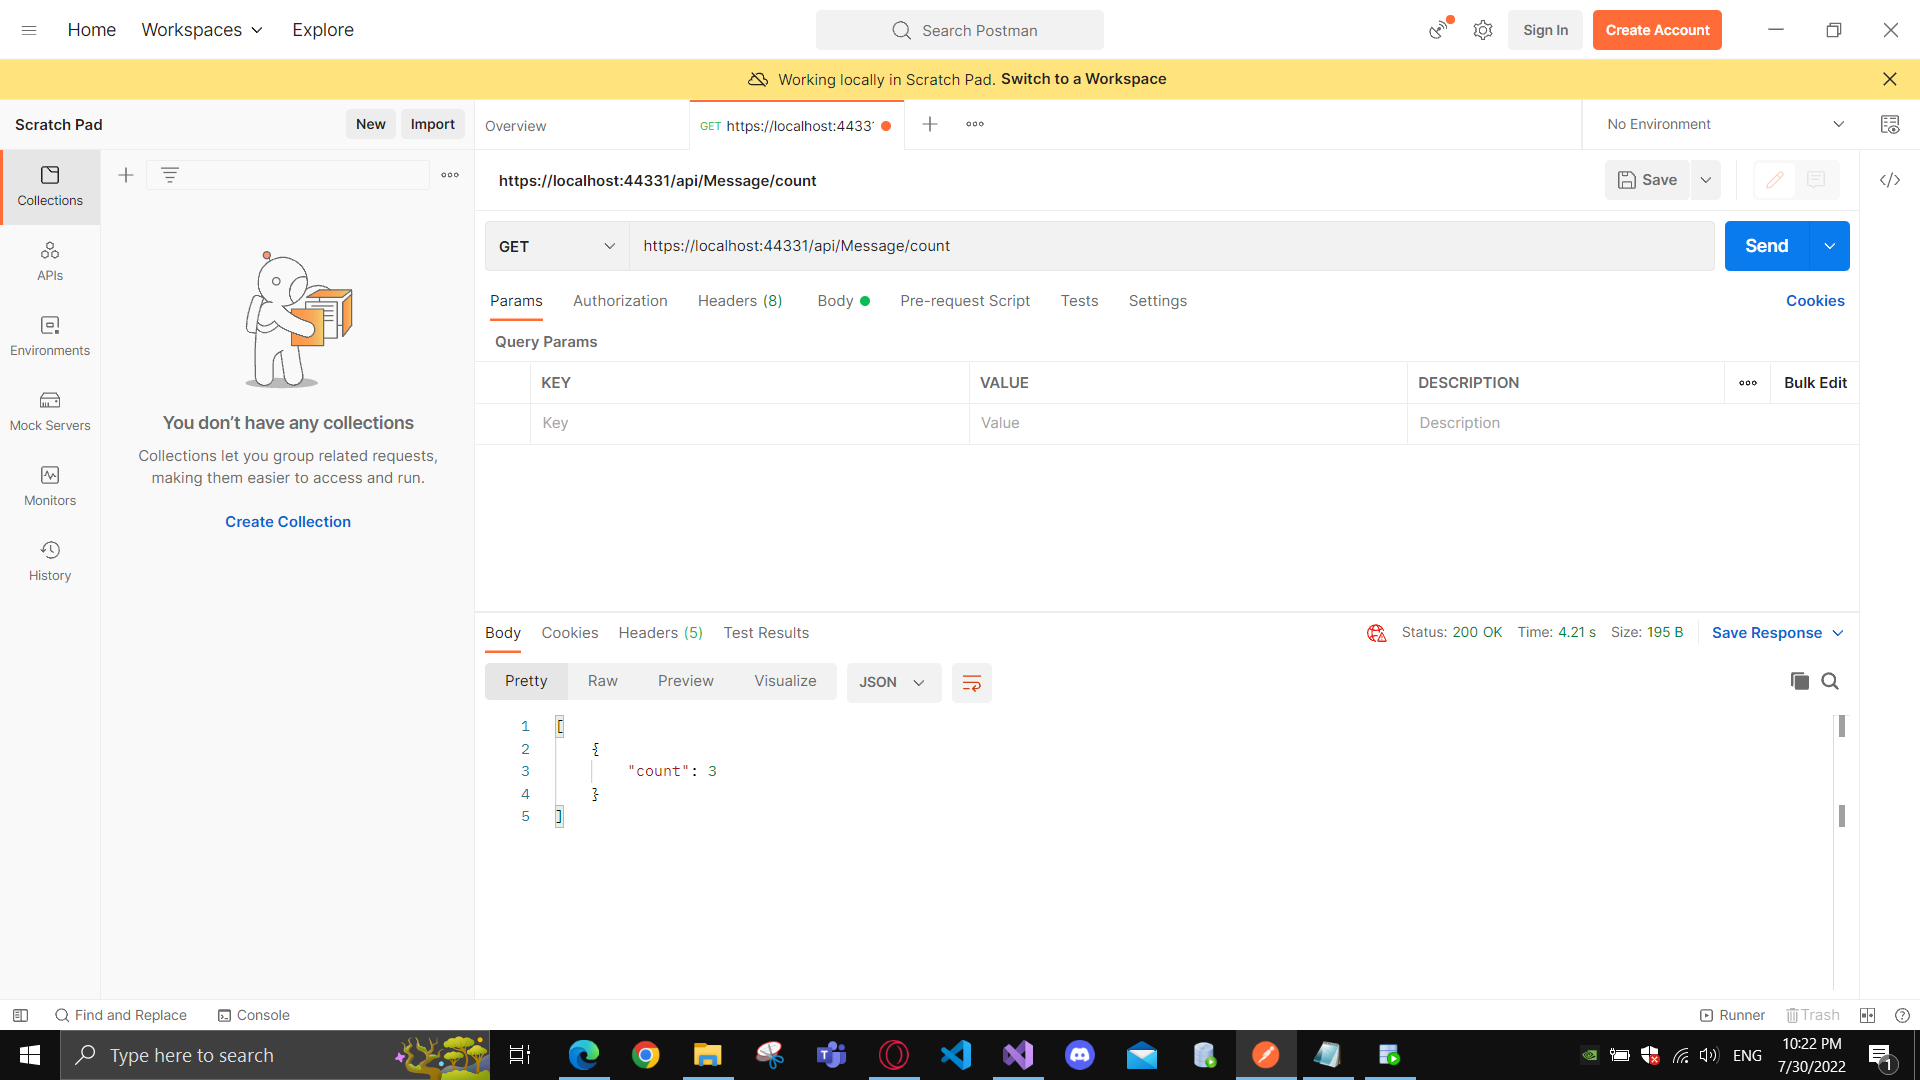 Home Workspaces Explore
Search Postman
Sign In Create Account
Working locally in Scratch Pad. Switch to a Workspace
Scratch Pad New Import
Overview GET https://localhost:4433 No Environment
Collections
APIs
Environments
Mock Servers
Monitors
History
You don’t have any collections
Collections let you group related requests,
making them easier to access and run.
Create Collection
https://localhost:44331/api/Message/count
Save
GET https://localhost:44331/api/Message/count Send
Params Authorization Headers (8) Body Pre-request Script Tests Settings Cookies
Query Params
KEY VALUE DESCRIPTION Bulk Edit
Key Value Description
Body Cookies Headers (5) Test Results Status: 200 OK Time: 4.21 s Size: 195 B Save Response
Pretty Raw Preview Visualize JSON
1 [
2 {
3 "count": 3
4 }
5 ]
Find and Replace Console Runner Trash
Type here to search
ENG
10:22 PM
7/30/2022
1